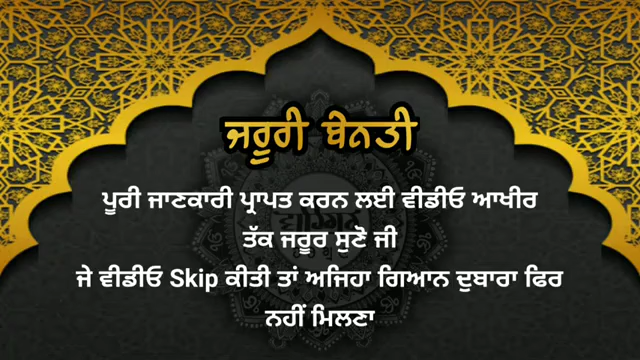 ਜਰੂਰੀ ਬੇਨਤੀ
ਪੂਰੀ ਜਾਣਕਾਰੀ ਪ੍ਰਾਪਤ ਕਰਨ ਲਈ ਵੀਡੀਓ ਆਖੀਰ
ਤੱਕ ਜਰੂਰ ਸੁਣੋ ਜੀ
ਜੇ ਵੀਡੀਓ Skip ਕੀਤੀ ਤਾਂ ਅਜਿਹਾ ਗਿਆਨ ਦੁਬਾਰਾ ਫਿਰ
ਨਹੀਂ ਮਿਲਣਾ